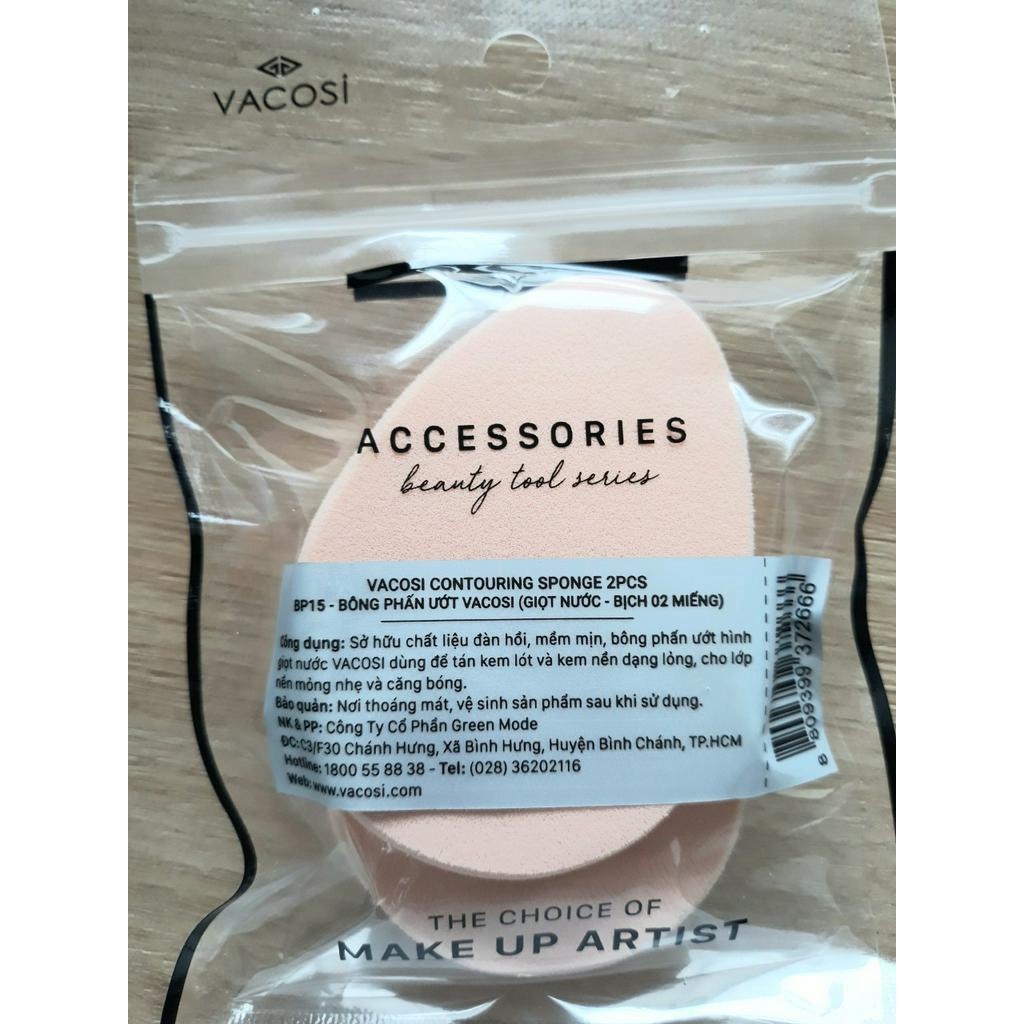 VACOSI
ACCESSORIES
beauty tool series
VACOSI CONTOURING SPONGE 2PCS
BP15 - BÔNG PHẤN ƯỚT VACOSI (GIỌT NƯỚC - BỊCH 02 MIẾNG)
Công dụng: Sở hữu chất liệu đàn hồi, mềm mịn, bông phấn ướt hình
giọt nước VACOSI dùng để tán kem lót và kem nền dạng lỏng, cho lớp
nền mỏng nhẹ và căng bóng.
Bảo quản: Nơi thoáng mát, vệ sinh sản phẩm sau khi sử dụng.
NK & PP: Công Ty Cổ Phần Green Mode
ĐC:C3/F30 Chánh Hưng, Xã Bình Hưng, Huyện Bình Chánh, TP.HCM
Hotline: 1800 55 88 38 - Tel: (028) 36202116
Web: www.vacosi.com
8 809399 372666
THE CHOICE OF
MAKE UP ARTIST